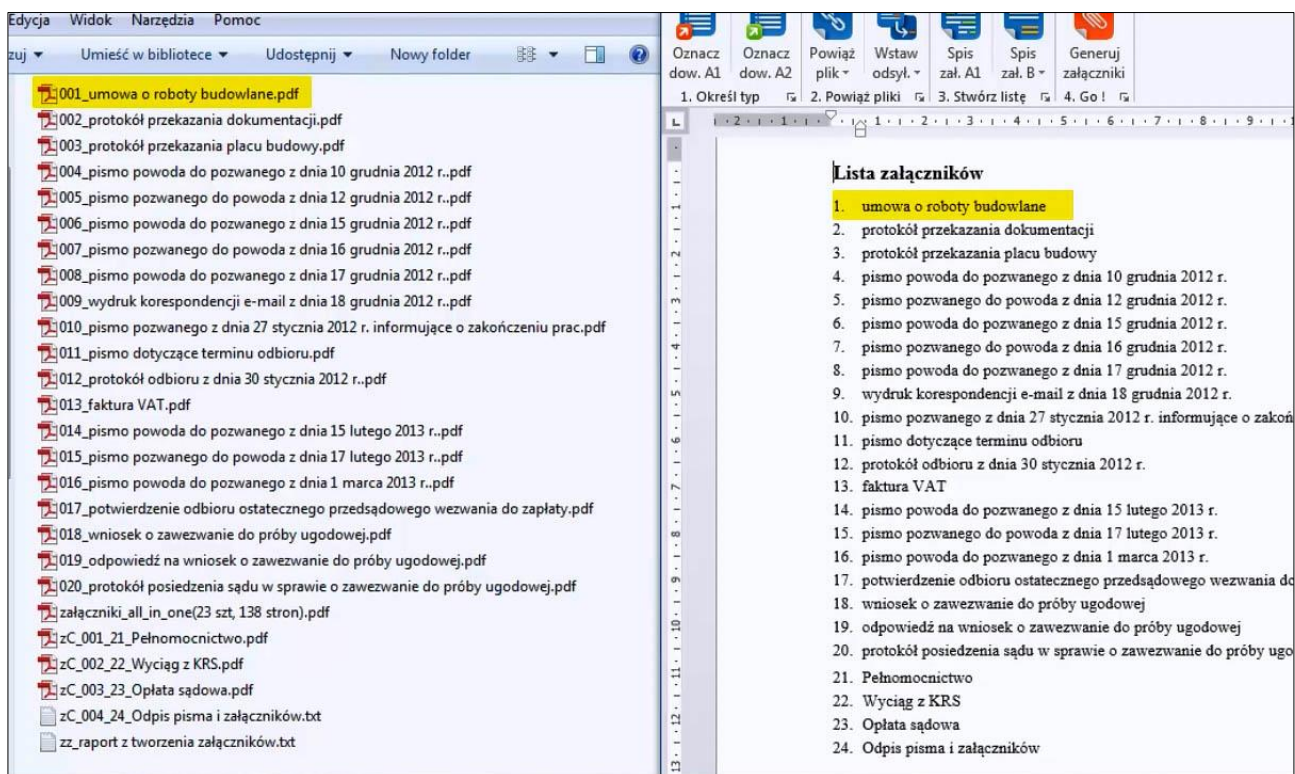 Edycja Widok Narzędzia Pomoc
zuj Umieść w bibliotece Udostępnij Nowy folder
001_umowa o roboty budowlane.pdf
002_protokół przekazania dokumentacji.pdf
003_protokół przekazania placu budowy.pdf
004_pismo powoda do pozwanego z dnia 10 grudnia 2012 r..pdf
005_pismo pozwanego do powoda z dnia 12 grudnia 2012 r..pdf
006_pismo powoda do pozwanego z dnia 15 grudnia 2012 r..pdf
007_pismo pozwanego do powoda z dnia 16 grudnia 2012 r..pdf
008_pismo powoda do pozwanego z dnia 17 grudnia 2012 r..pdf
009_wydruk korespondencji e-mail z dnia 18 grudnia 2012 r..pdf
010_pismo pozwanego z dnia 27 stycznia 2012 r. informujące o zakończeniu prac.pdf
011_pismo dotyczące terminu odbioru.pdf
012_protokół odbioru z dnia 30 stycznia 2012 r..pdf
013_faktura VAT.pdf
014_pismo powoda do pozwanego z dnia 15 lutego 2013 r..pdf
015_pismo pozwanego do powoda z dnia 17 lutego 2013 r..pdf
016_pismo powoda do pozwanego z dnia 1 marca 2013 r..pdf
017_potwierdzenie odbioru ostatecznego przedsądowego wezwania do zapłaty.pdf
018_wniosek o zawezwanie do próby ugodowej.pdf
019_odpowiedź na wniosek o zawezwanie do próby ugodowej.pdf
020_protokół posiedzenia sądu w sprawie o zawezwanie do próby ugodowej.pdf
załączniki_all_in_one(23 szt, 138 stron).pdf
zC_001_21_Pełnomocnictwo.pdf
zC_002_22_Wyciąg z KRS.pdf
zC_003_23_Opłata sądowa.pdf
zC_004_24_Odpis pisma i załączników.txt
zz_raport z tworzenia załączników.txt
Oznacz Oznacz Powiąż Wstaw Spis Spis Generuj
dow. A1 dow. A2 plik odsył. zał. A1 zał. B załączniki
1. Określ typ 2. Powiąż pliki 3. Stwórz listę 4. Go !
2 1 1 2 3 4 5 6 7 8 9
Lista załączników
1. umowa o roboty budowlane
2. protokół przekazania dokumentacji
3. protokół przekazania placu budowy
4. pismo powoda do pozwanego z dnia 10 grudnia 2012 r.
5. pismo pozwanego do powoda z dnia 12 grudnia 2012 r.
6. pismo powoda do pozwanego z dnia 15 grudnia 2012 r.
7. pismo pozwanego do powoda z dnia 16 grudnia 2012 r.
8. pismo powoda do pozwanego z dnia 17 grudnia 2012 r.
9. wydruk korespondencji e-mail z dnia 18 grudnia 2012 r.
10. pismo pozwanego z dnia 27 stycznia 2012 r. informujące o zakoń
11. pismo dotyczące terminu odbioru
12. protokół odbioru z dnia 30 stycznia 2012 r.
13. faktura VAT
14. pismo powoda do pozwanego z dnia 15 lutego 2013 r.
15. pismo pozwanego do powoda z dnia 17 lutego 2013 r.
16. pismo powoda do pozwanego z dnia 1 marca 2013 r.
17. potwierdzenie odbioru ostatecznego przedsądowego wezwania do
18. wniosek o zawezwanie do próby ugodowej
19. odpowiedź na wniosek o zawezwanie do próby ugodowej
20. protokół posiedzenia sądu w sprawie o zawezwanie do próby ugo
21. Pełnomocnictwo
22. Wyciąg z KRS
23. Opłata sądowa
24. Odpis pisma i załączników